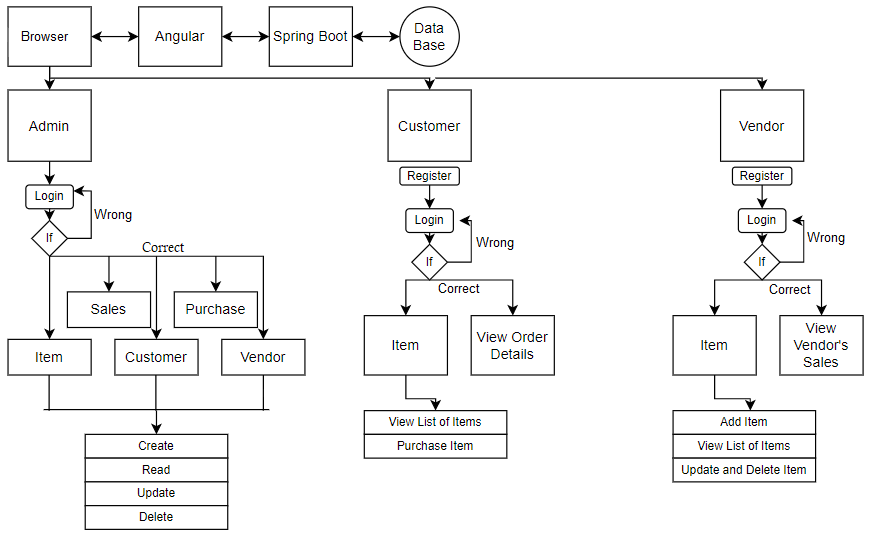 Browser
Angular
Spring Boot
Data
Base
Admin
Customer
Vendor
Register
Register
Login
Wrong
If
Correct
Login
Wrong
If
Correct
Login
Wrong
If
Correct
Sales
Purchase
Item
Customer
Vendor
Item
View Order
Details
Item
View
Vendor's
Sales
Create
Read
Update
Delete
View List of Items
Purchase Item
Add Item
View List of Items
Update and Delete Item